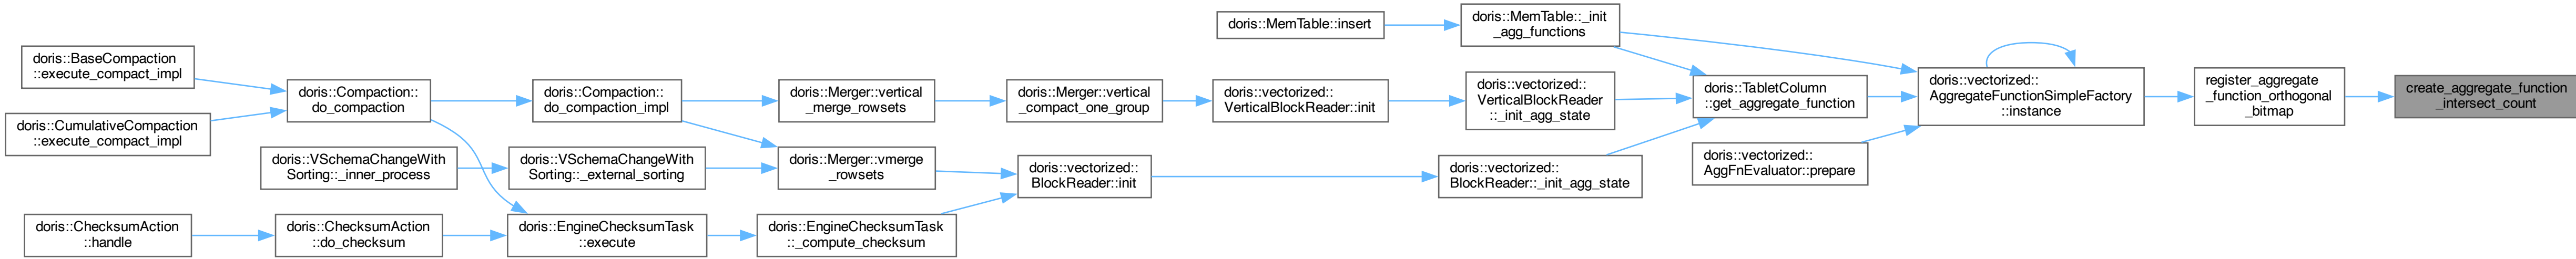 doris::BaseCompaction
::execute_compact_impl
doris::CumulativeCompaction
::execute_compact_impl
doris::Compaction::
do_compaction
doris::VSchemaChangeWith
Sorting::_inner_process
doris::ChecksumAction
::handle
doris::ChecksumAction
::do_checksum
doris::Compaction::
do_compaction_impl
doris::VSchemaChangeWith
Sorting::_external_sorting
doris::EngineChecksumTask
::execute
doris::Merger::vertical
_merge_rowsets
doris::Merger::vmerge
_rowsets
doris::EngineChecksumTask
::_compute_checksum
doris::Merger::vertical
_compact_one_group
doris::vectorized::
BlockReader::init
doris::MemTable::insert
doris::vectorized::
VerticalBlockReader::init
doris::MemTable::_init
_agg_functions
doris::vectorized::
VerticalBlockReader
::_init_agg_state
doris::vectorized::
BlockReader::_init_agg_state
doris::TabletColumn
::get_aggregate_function
doris::vectorized::
AggFnEvaluator::prepare
doris::vectorized::
AggregateFunctionSimpleFactory
::instance
register_aggregate
_function_orthogonal
_bitmap
create_aggregate_function
_intersect_count